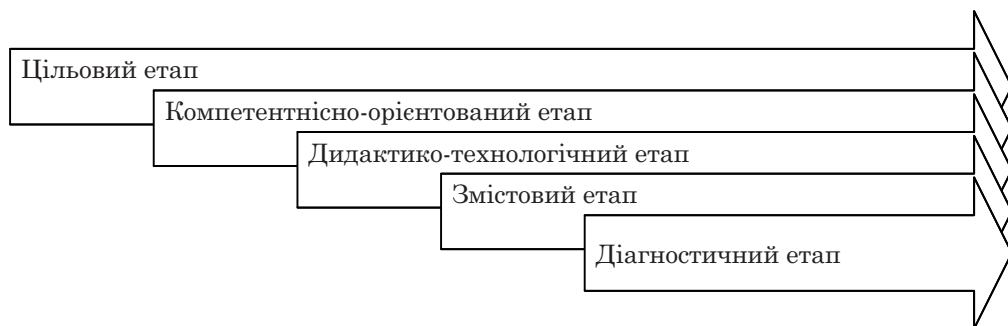 Цільовий етап
Компетентнісно-орієнтований етап
Дидактико-технологічний етап
Змістовий етап
Діагностичний етап